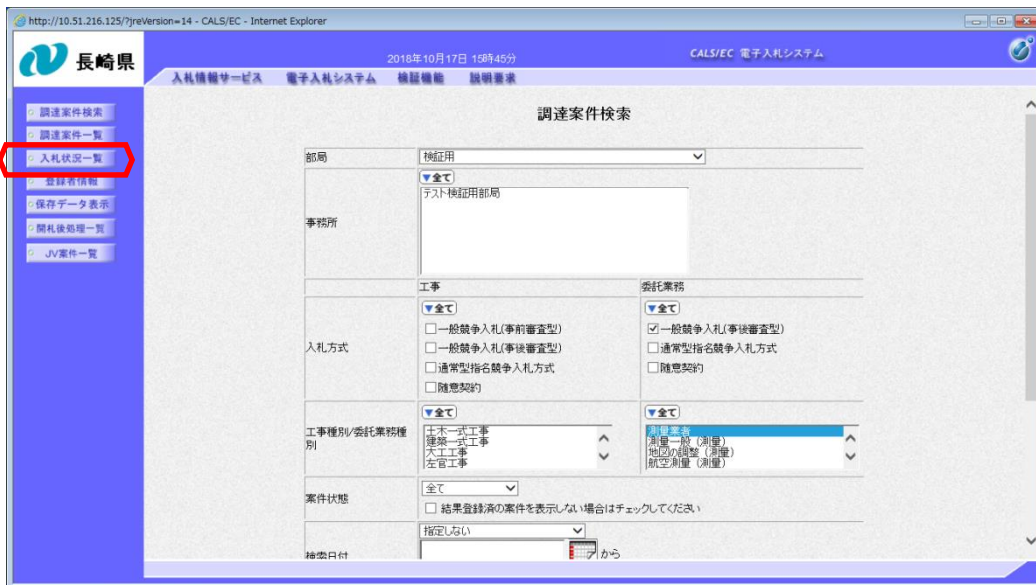 http://10.51.216.125/?jreVersion=14 - CALS/EC - Internet Explorer
長崎県
2018年10月17日 15時45分
CALS/EC 電子入札システム
入札情報サービス 電子入札システム 検証機能 説明要求
調達案件検索
調達案件一覧
入札状況一覧
登録者情報
保存データ表示
開札後処理一覧
JV案件一覧
調達案件検索
部局 検証用
▼全て
テスト検証用部局
事務所
工事 委託業務
▼全て ▼全て
一般競争入札(事前審査型) 一般競争入札(事後審査型)
入札方式
一般競争入札(事後審査型) 通常型指名競争入札方式
通常型指名競争入札方式 随意契約
随意契約
▼全て ▼全て
工事種別/委託業務種別
土木一式工事 測量業者
建築一式工事 測量一般(測量)
大工工事 地図の調整(測量)
左官工事 航空測量(測量)
案件状態 全て
結果登録済の案件を表示しない場合はチェックしてください
指定しない
検索日付 から